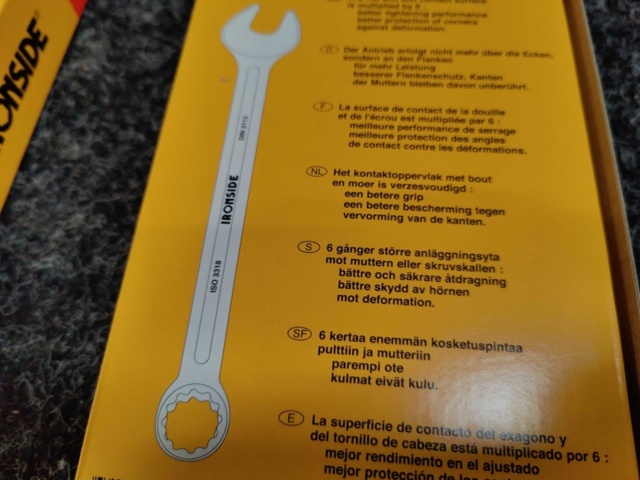 IRONSIDE
DIN 3113
IRONSIDE
ISO 3318
is multiplied by 6 :
better tightening performance
better protection of corners
against deformation.
D Der Antrieb erfolgt nicht mehr über die Ecken,
sondern an den Flanken
für mehr Leistung
besserer Flankenschutz, Kanten
der Muttern bleiben davon unberührt.
F La surface de contact de la douille
et de l'écrou est multipliée par 6 :
meilleure performance de serrage
meilleure protection des angles
de contact contre les déformations.
NL Het kontaktoppervlak met bout
en moer is verzesvoudigd :
een betere grip
een betere bescherming tegen
vervorming van de kanten.
S 6 gånger större anläggningsyta
mot muttern eller skruvskallen :
bättre och säkrare åtdragning
bättre skydd av hörnen
mot deformation.
SF 6 kertaa enemmän kosketuspintaa
pulttiin ja mutteriin
parempi ote
kulmat eivät kulu.
E La superficie de contacto del exagono y
del tornillo de cabeza está multiplicado por 6 :
mejor rendimiento en el ajustado
mejor protección de